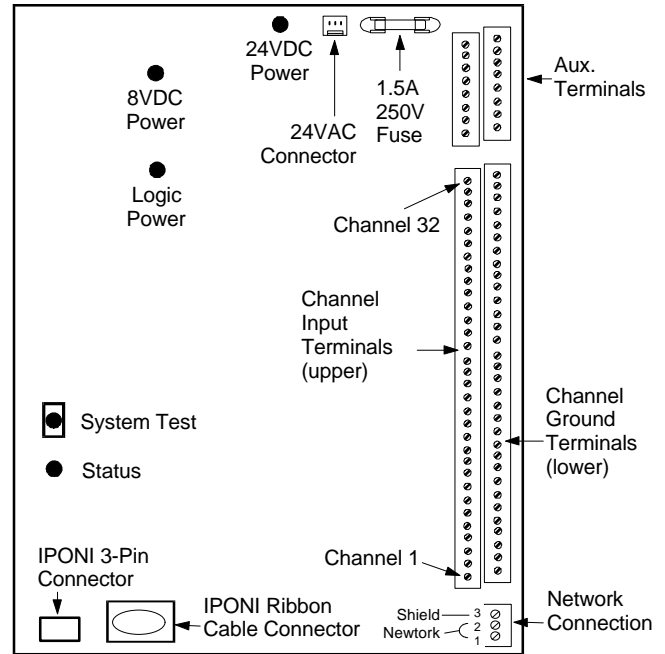 24VDC
Power
8VDC
Power
24VAC
Connector
1.5A
250V
Fuse
Aux.
Terminals
Logic
Power
Channel 32
Channel
Input
Terminals
(upper)
Channel
Ground
Terminals
(lower)
System Test
Status
IPONI 3-Pin
Connector
IPONI Ribbon
Cable Connector
Channel 1
Shield 3
Newtork 2
1
Network
Connection